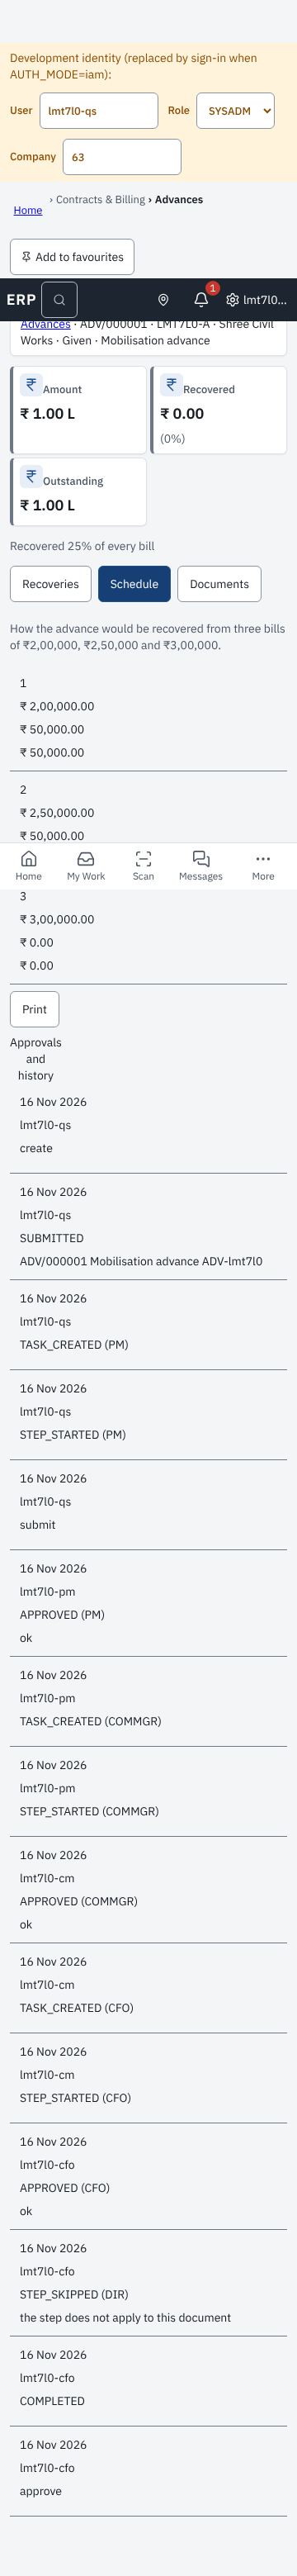 Development identity (replaced by sign-in when
AUTH_MODE=iam):
User lmt7l0-qs Role SYSADM
Company 63
Home › Contracts & Billing › Advances
Add to favourites
ERP 1 lmt7l0...
Advances · ADV/000001 · LMT7L0-A · Shree Civil
Works · Given · Mobilisation advance
₹ Amount
₹ 1.00 L
₹ Recovered
₹ 0.00
(0%)
₹ Outstanding
₹ 1.00 L
Recovered 25% of every bill
Recoveries Schedule Documents
How the advance would be recovered from three bills
of ₹2,00,000, ₹2,50,000 and ₹3,00,000.
1
₹ 2,00,000.00
₹ 50,000.00
₹ 50,000.00
2
₹ 2,50,000.00
₹ 50,000.00
Home My Work Scan Messages More
3
₹ 3,00,000.00
₹ 0.00
₹ 0.00
Print
Approvals
and
history
16 Nov 2026
lmt7l0-qs
create
16 Nov 2026
lmt7l0-qs
SUBMITTED
ADV/000001 Mobilisation advance ADV-lmt7l0
16 Nov 2026
lmt7l0-qs
TASK_CREATED (PM)
16 Nov 2026
lmt7l0-qs
STEP_STARTED (PM)
16 Nov 2026
lmt7l0-qs
submit
16 Nov 2026
lmt7l0-pm
APPROVED (PM)
ok
16 Nov 2026
lmt7l0-pm
TASK_CREATED (COMMGR)
16 Nov 2026
lmt7l0-pm
STEP_STARTED (COMMGR)
16 Nov 2026
lmt7l0-cm
APPROVED (COMMGR)
ok
16 Nov 2026
lmt7l0-cm
TASK_CREATED (CFO)
16 Nov 2026
lmt7l0-cm
STEP_STARTED (CFO)
16 Nov 2026
lmt7l0-cfo
APPROVED (CFO)
ok
16 Nov 2026
lmt7l0-cfo
STEP_SKIPPED (DIR)
the step does not apply to this document
16 Nov 2026
lmt7l0-cfo
COMPLETED
16 Nov 2026
lmt7l0-cfo
approve